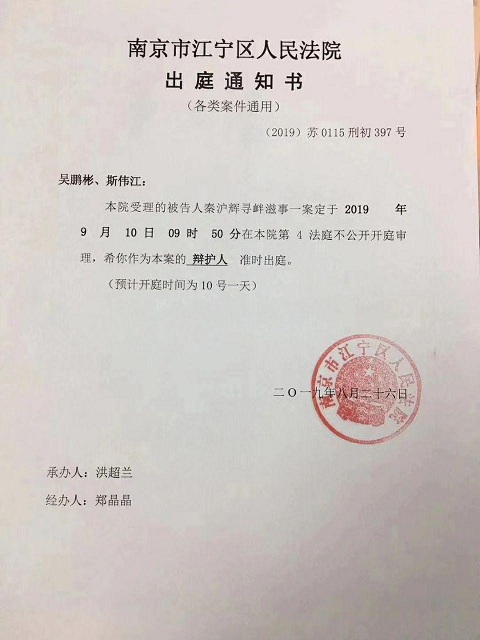 南京市江宁区人民法院
出庭通知书
（各类案件通用）
（2019）苏0115刑初397号
吴鹏彬、斯伟江：
本院受理的被告人秦沪辉寻衅滋事一案定于 2019 年
9 月 10 日 09 时 50 分在本院第 4 法庭不公开开庭审
理，希你作为本案的 辩护人 准时出庭。
（预计开庭时间为10号一天）
二〇一九年八月二十六日
南京市江宁区人民法院
承办人：洪超兰
经办人：郑晶晶